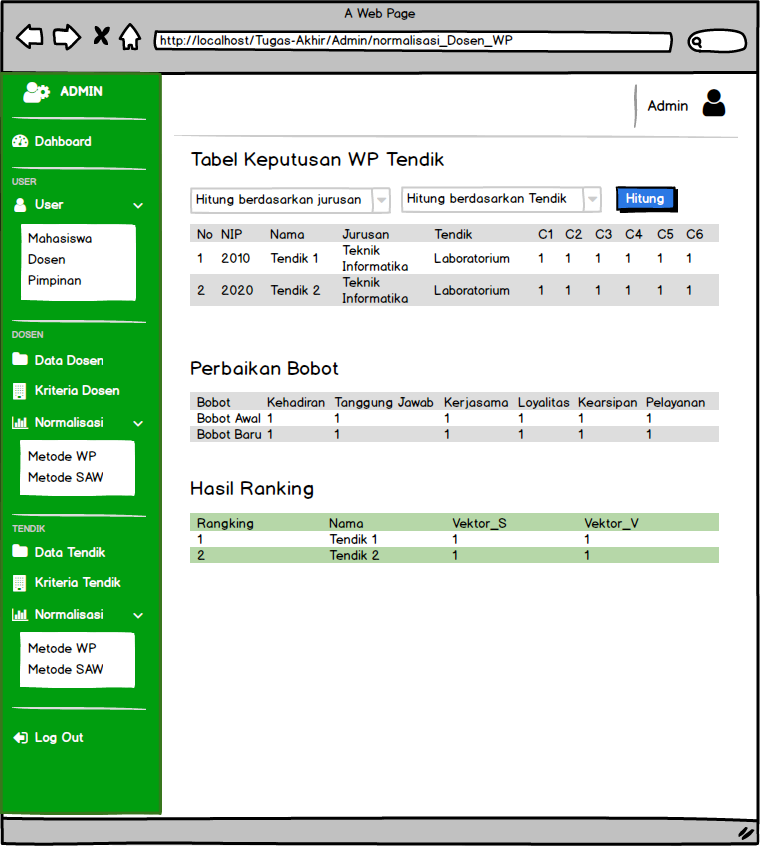 A Web Page
http://localhost/Tugas-Akhir/Admin/normalisasi_Dosen_WP
ADMIN
Dahboard
USER
User
Mahasiswa
Dosen
Pimpinan
DOSEN
Data Dosen
Kriteria Dosen
Normalisasi
Metode WP
Metode SAW
TENDIK
Data Tendik
Kriteria Tendik
Normalisasi
Metode WP
Metode SAW
Log Out
Admin
Tabel Keputusan WP Tendik
Hitung berdasarkan jurusan Hitung berdasarkan Tendik Hitung
No NIP Nama Jurusan Tendik C1 C2 C3 C4 C5 C6
1 2010 Tendik 1 Teknik Informatika Laboratorium 1 1 1 1 1 1
2 2020 Tendik 2 Teknik Informatika Laboratorium 1 1 1 1 1 1
Perbaikan Bobot
Bobot Kehadiran Tanggung Jawab Kerjasama Loyalitas Kearsipan Pelayanan
Bobot Awal 1 1 1 1 1 1
Bobot Baru 1 1 1 1 1 1
Hasil Ranking
Rangking Nama Vektor_S Vektor_V
1 Tendik 1 1 1
2 Tendik 2 1 1